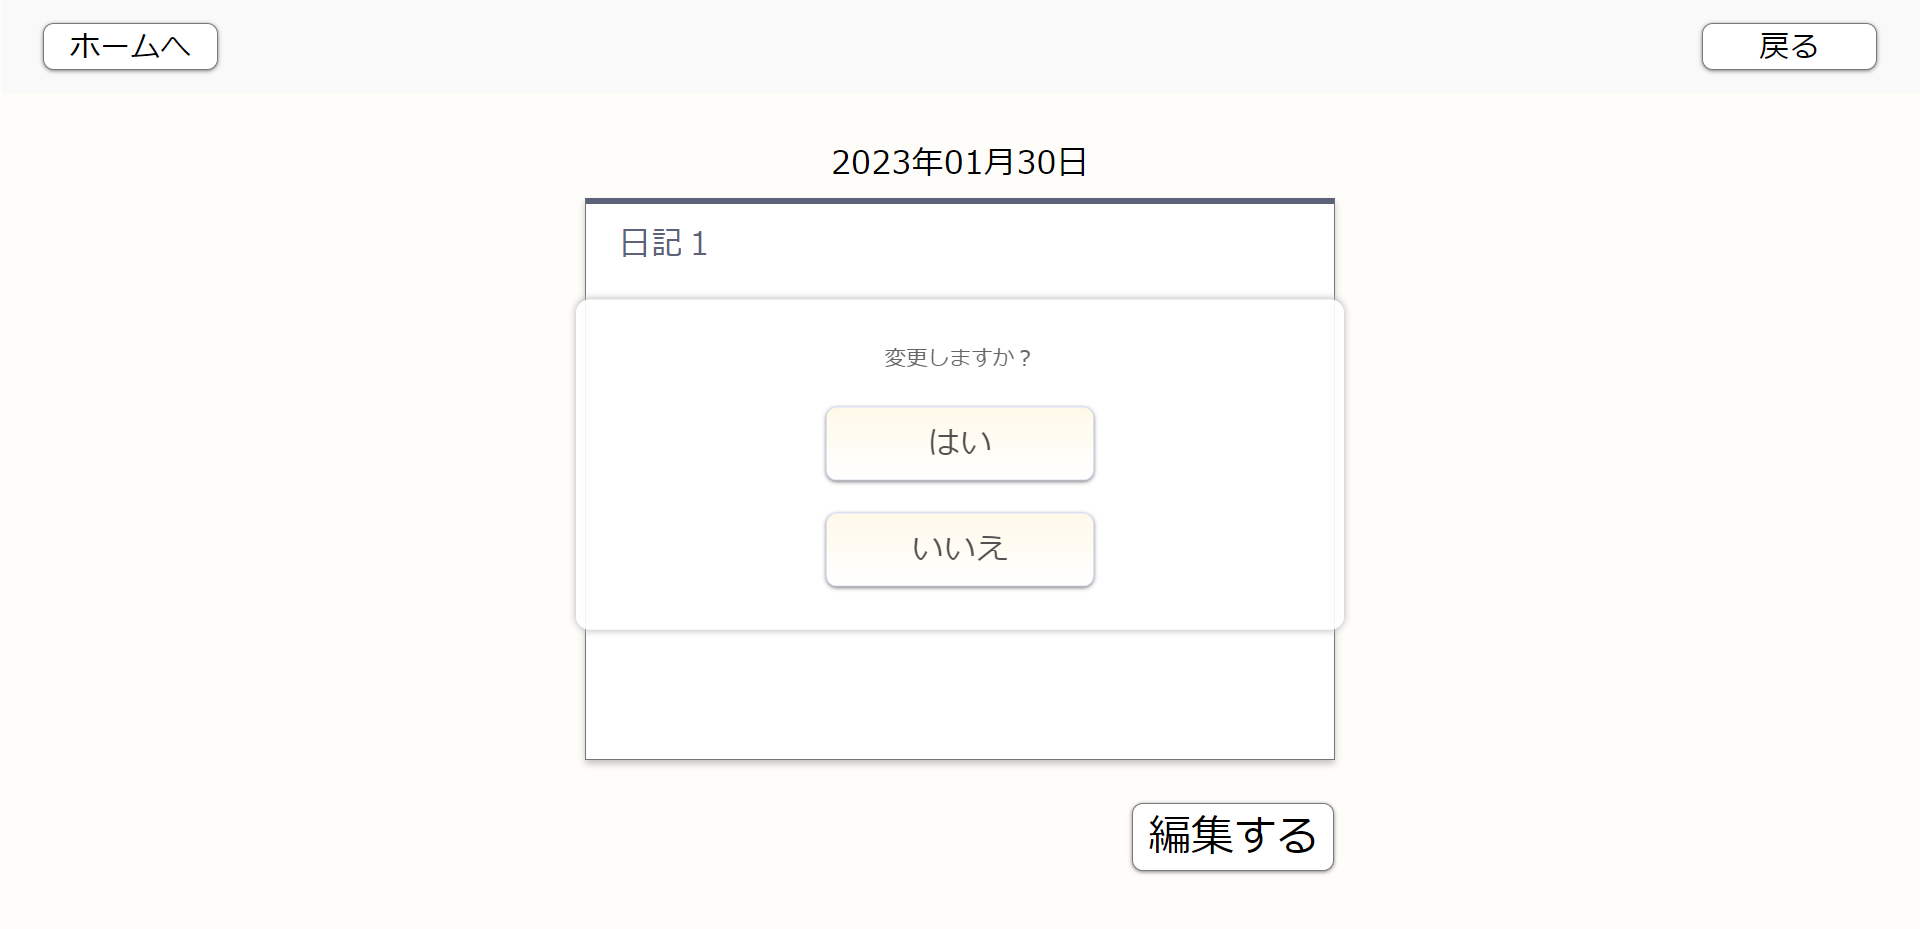 ホームへ
戻る
2023年01月30日
日記１
変更しますか？
はい
いいえ
編集する